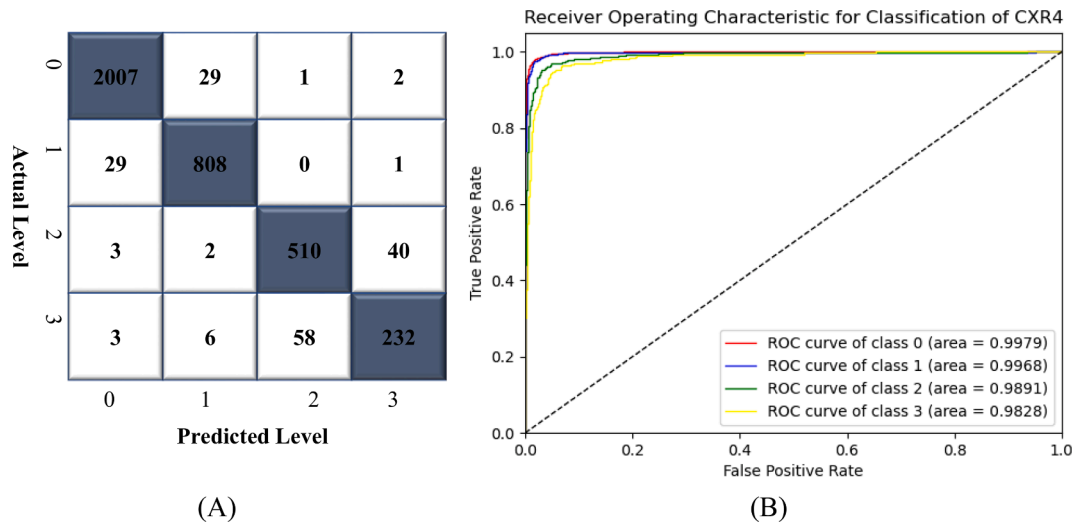 0
2007 29 1 2
1
29 808 0 1
2
3 2 510 40
3
3 6 58 232
0 1 2 3
Actual Level
Predicted Level
(A)
Receiver Operating Characteristic for Classification of CXR4
1.0
0.8
0.6
0.4
0.2
0.0
True Positive Rate
ROC curve of class 0 (area = 0.9979)
ROC curve of class 1 (area = 0.9968)
ROC curve of class 2 (area = 0.9891)
ROC curve of class 3 (area = 0.9828)
0.0 0.2 0.4 0.6 0.8 1.0
False Positive Rate
(B)